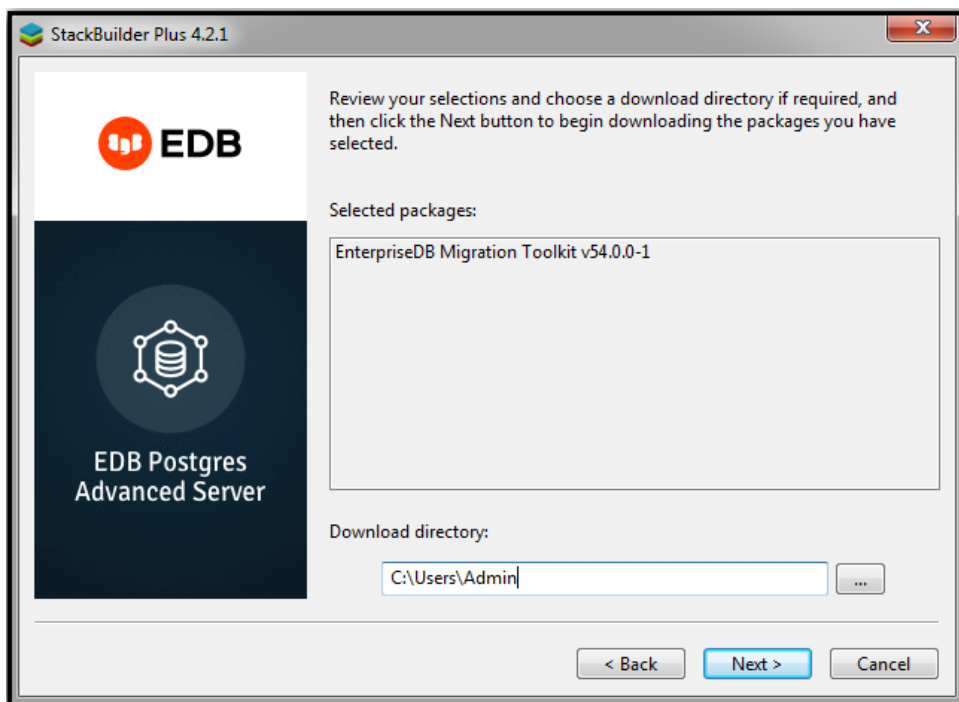 StackBuilder Plus 4.2.1
EDB
EDB Postgres
Advanced Server
Review your selections and choose a download directory if required, and
then click the Next button to begin downloading the packages you have
selected.
Selected packages:
EnterpriseDB Migration Toolkit v54.0.0-1
Download directory:
C:\Users\Admin
...
< Back
Next >
Cancel